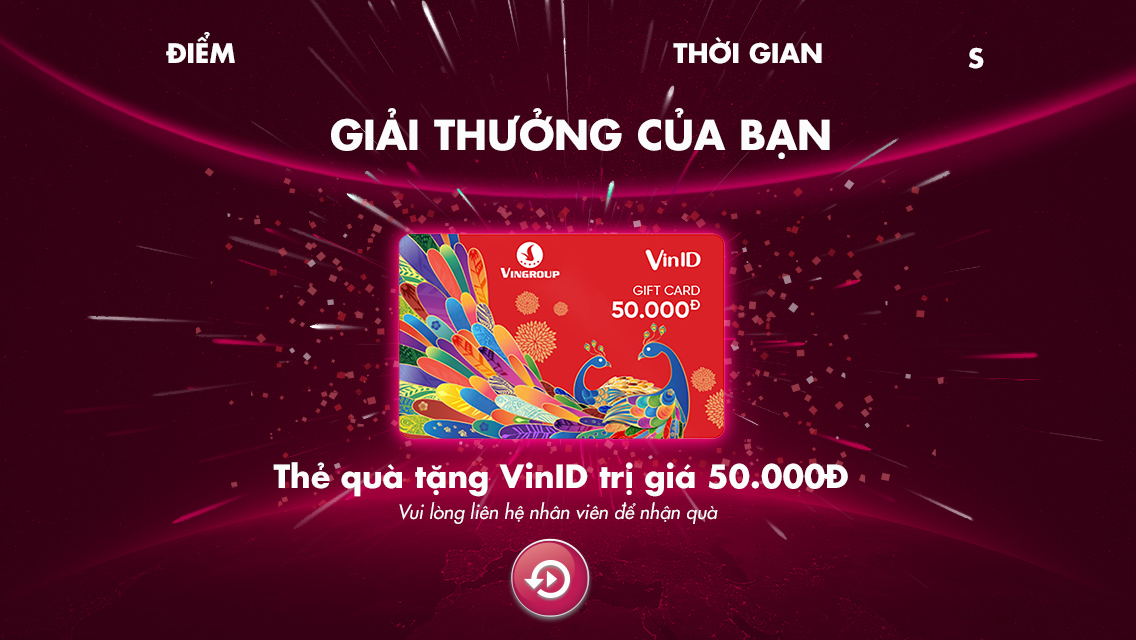 ĐIỂM
THỜI GIAN
S
GIẢI THƯỞNG CỦA BẠN
VINGROUP
VinID
GIFT CARD
50.000Đ
Thẻ quà tặng VinID trị giá 50.000Đ
Vui lòng liên hệ nhân viên để nhận quà